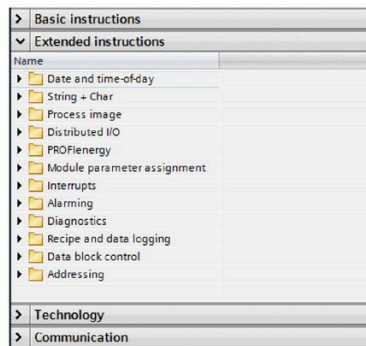 Basic instructions
Extended instructions
Name
Date and time-of-day
String + Char
Process image
Distributed I/O
PROFIenergy
Module parameter assignment
Interrupts
Alarming
Diagnostics
Recipe and data logging
Data block control
Addressing
Technology
Communication